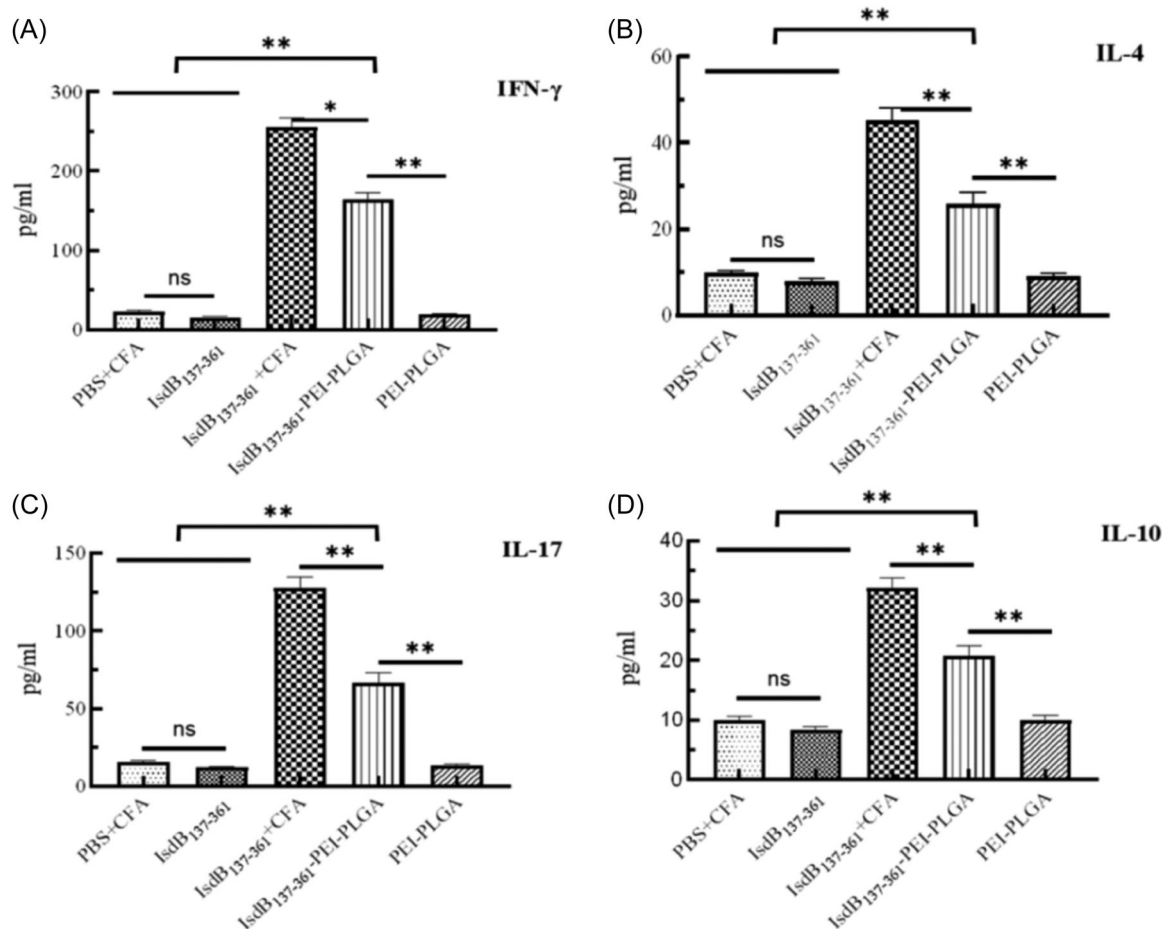 (A)
**
IFN-γ
300
*
200
**
pg/ml
100
ns
0
PBS+CFA
IsdB137-361
IsdB137-361+CFA
IsdB137-361-PEI-PLGA
PEI-PLGA
(B)
**
IL-4
60
**
40
**
pg/ml
20
ns
0
PBS+CFA
IsdB137-361
IsdB137-361+CFA
IsdB137-361-PEI-PLGA
PEI-PLGA
(C)
**
IL-17
150
**
100
**
pg/ml
50
ns
0
PBS+CFA
IsdB137-361
IsdB137-361+CFA
IsdB137-361-PEI-PLGA
PEI-PLGA
(D)
**
IL-10
40
**
30
**
pg/ml
20
ns
10
0
PBS+CFA
IsdB137-361
IsdB137-361+CFA
IsdB137-361-PEI-PLGA
PEI-PLGA